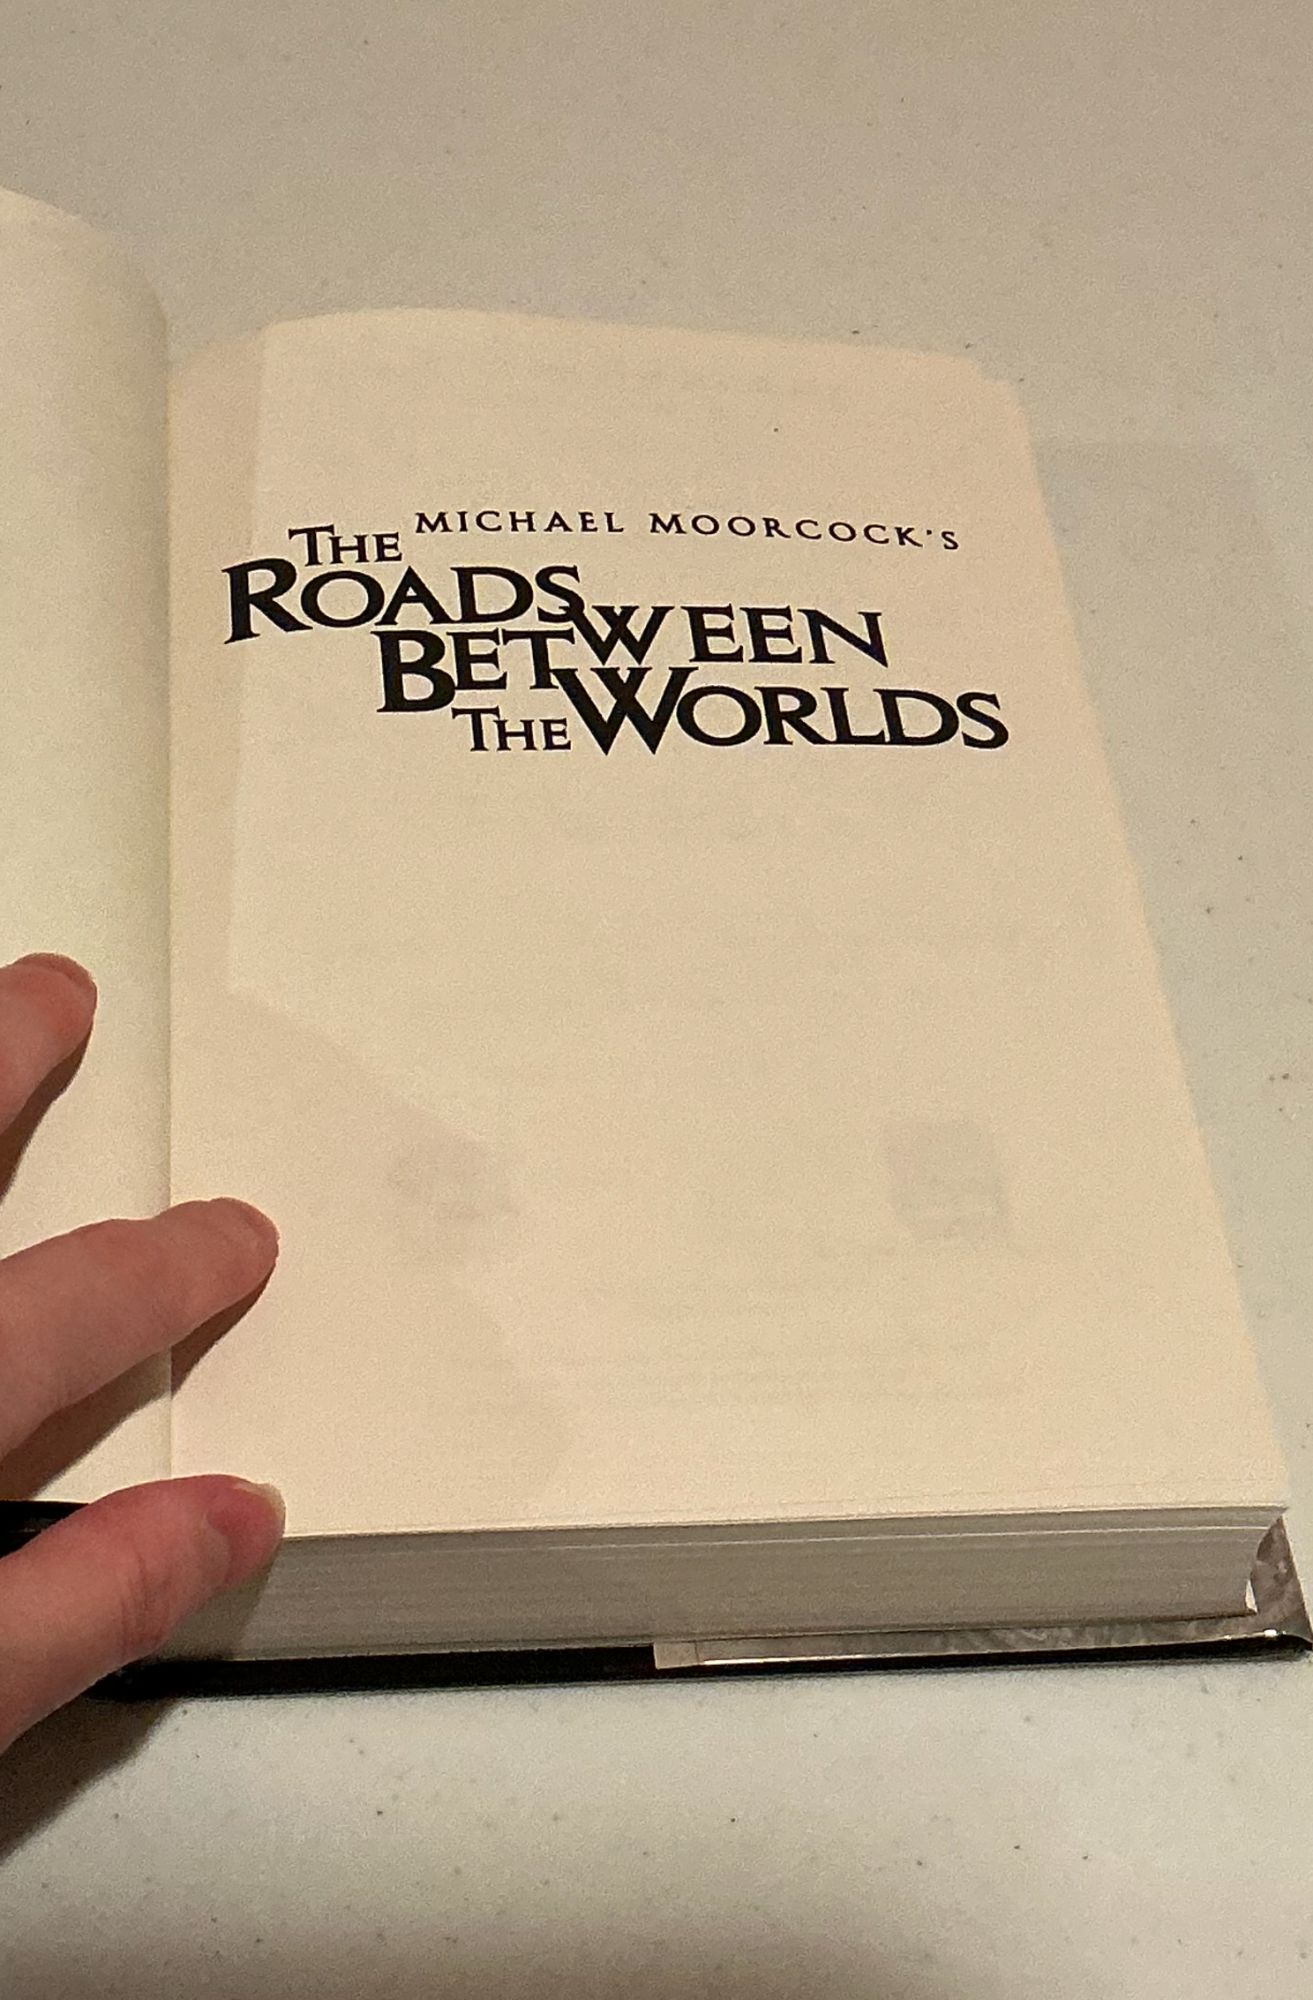 MICHAEL MOORCOCK'S
THE
ROADS
BETWEEN
THE WORLDS